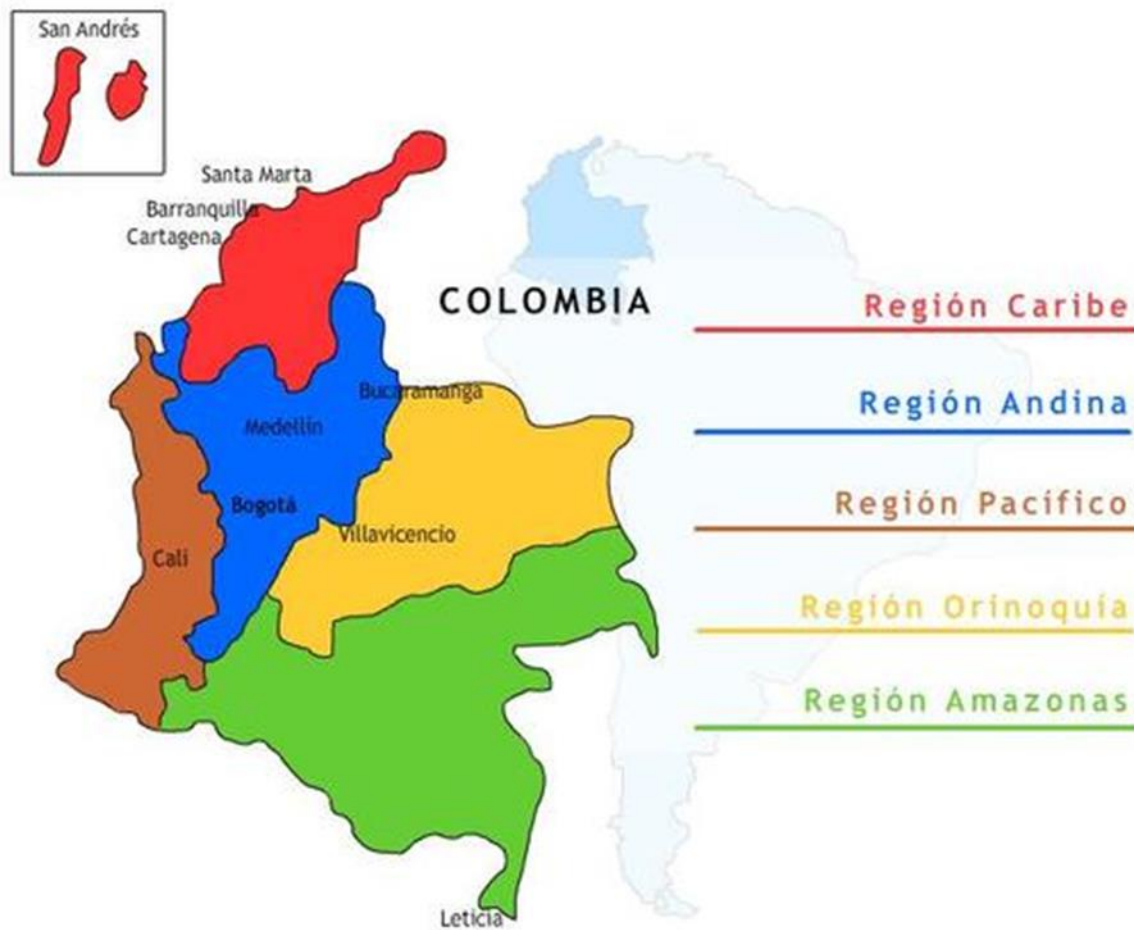 San Andrés
Santa Marta
Barranquilla
Cartagena
COLOMBIA
Región Caribe
Bucaramanga
Región Andina
Medellín
Bogotá
Región Pacífico
Villavicencio
Cali
Región Orinoquía
Región Amazonas
Leticia